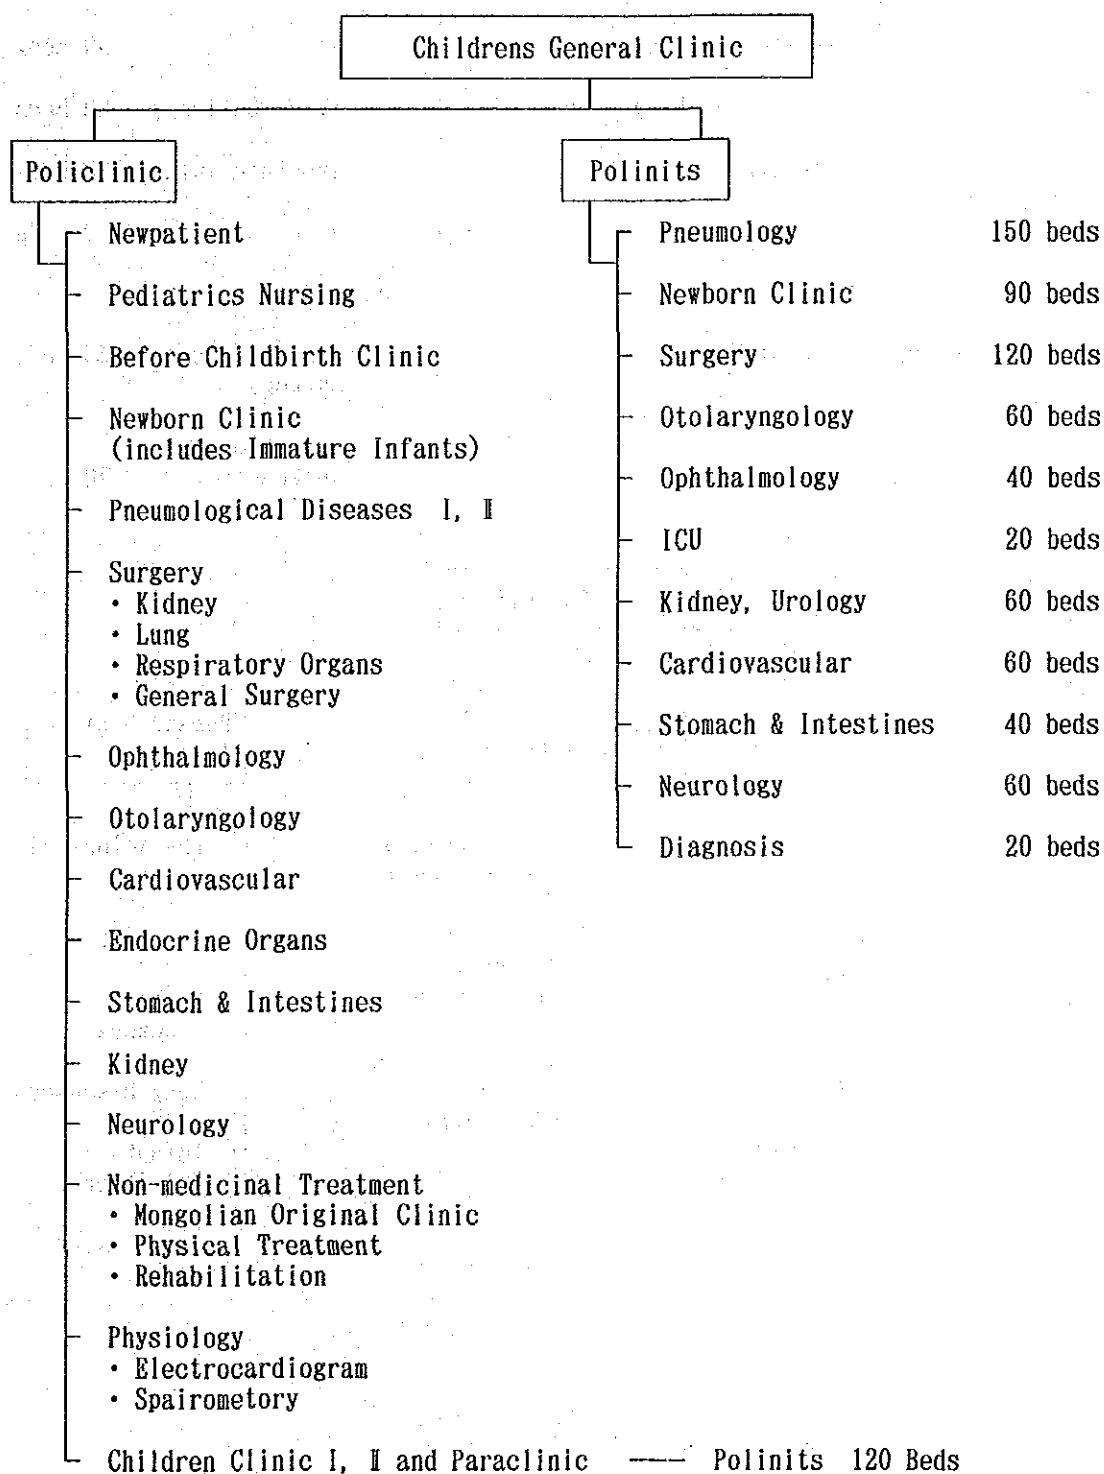 Childrens General Clinic
Policlinic
Newpatient
Pediatrics Nursing
Before Childbirth Clinic
Newborn Clinic
(includes Immature Infants)
Pneumological Diseases I, Ⅱ
Surgery
・Kidney
・Lung
・Respiratory Organs
・General Surgery
Ophthalmology
Otolaryngology
Cardiovascular
Endocrine Organs
Stomach & Intestines
Kidney
Neurology
Non-medicinal Treatment
・Mongolian Original Clinic
・Physical Treatment
・Rehabilitation
Physiology
・Electrocardiogram
・Spairometory
Children Clinic I, Ⅱ and Paraclinic —— Polinits 120 Beds
Polinits
Pneumology 150 beds
Newborn Clinic 90 beds
Surgery 120 beds
Otolaryngology 60 beds
Ophthalmology 40 beds
ICU 20 beds
Kidney, Urology 60 beds
Cardiovascular 60 beds
Stomach & Intestines 40 beds
Neurology 60 beds
Diagnosis 20 beds